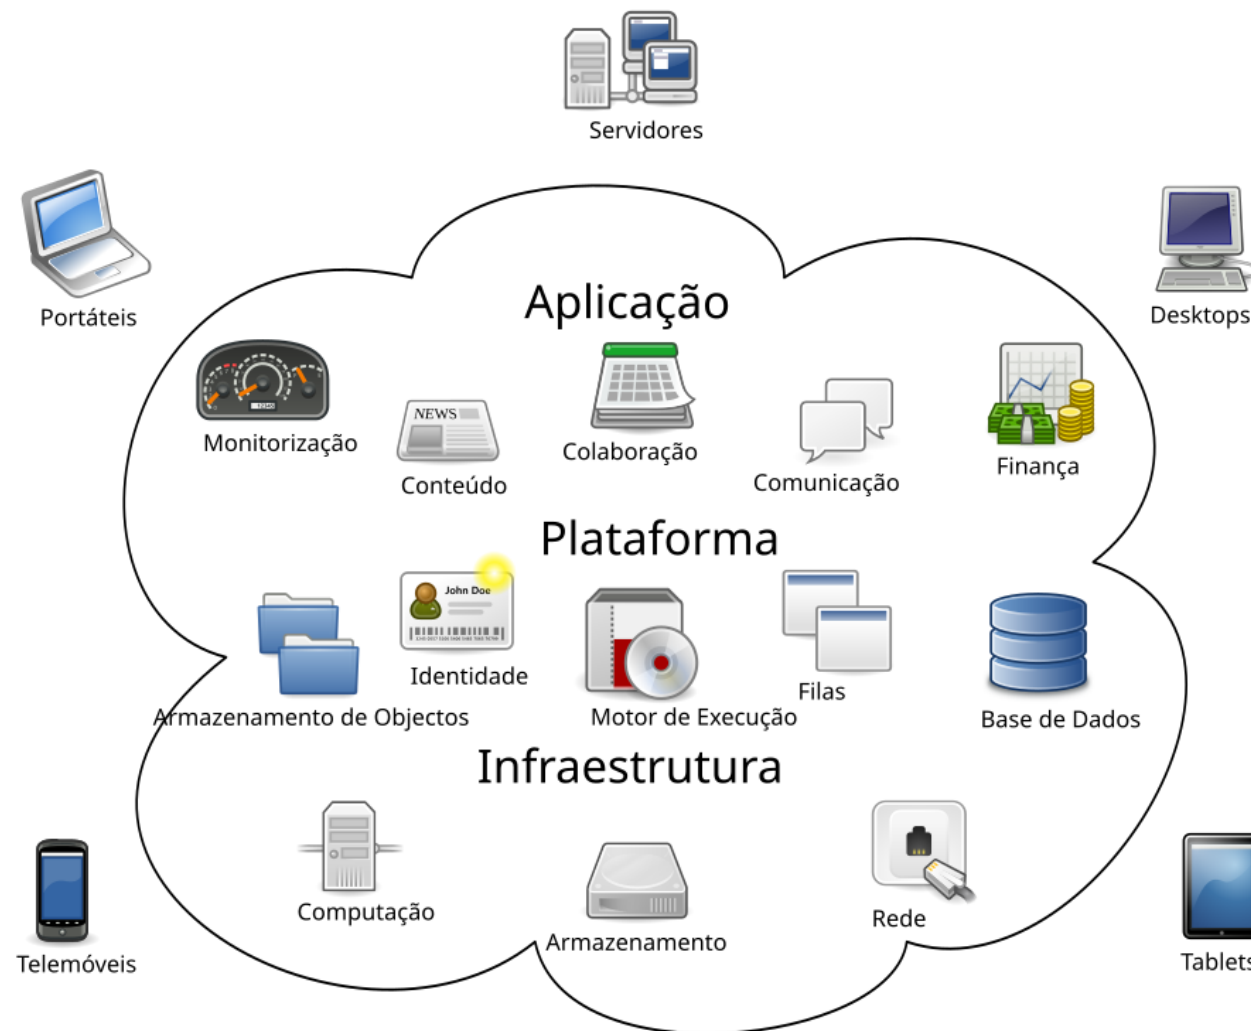 Servidores
Portáteis
Desktops
Aplicação
Monitorização
NEWS
Conteúdo
Colaboração
Comunicação
Finança
Plataforma
John Doe
Identidade
Armazenamento de Objectos
Motor de Execução
Filas
Base de Dados
Infraestrutura
Computação
Armazenamento
Rede
Telemóveis
Tablets